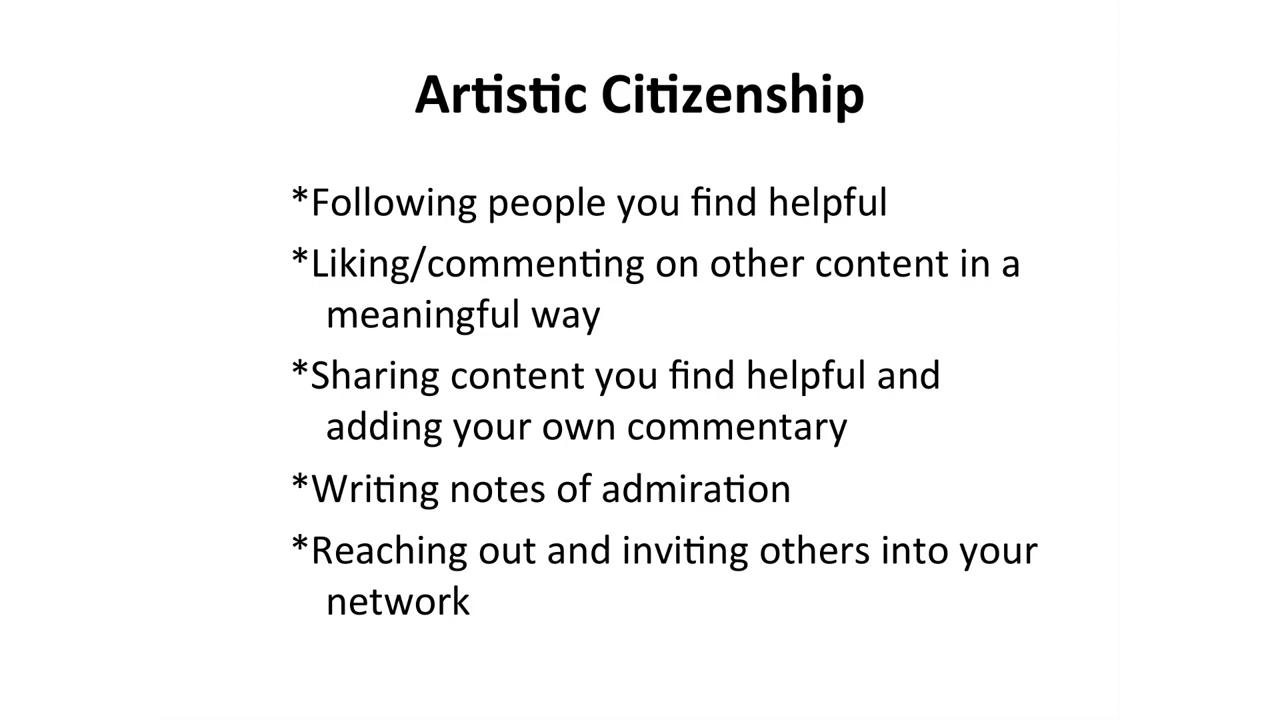 Artistic Citizenship
*Following people you find helpful
*Liking/commenting on other content in a
meaningful way
*Sharing content you find helpful and
adding your own commentary
*Writing notes of admiration
*Reaching out and inviting others into your
network